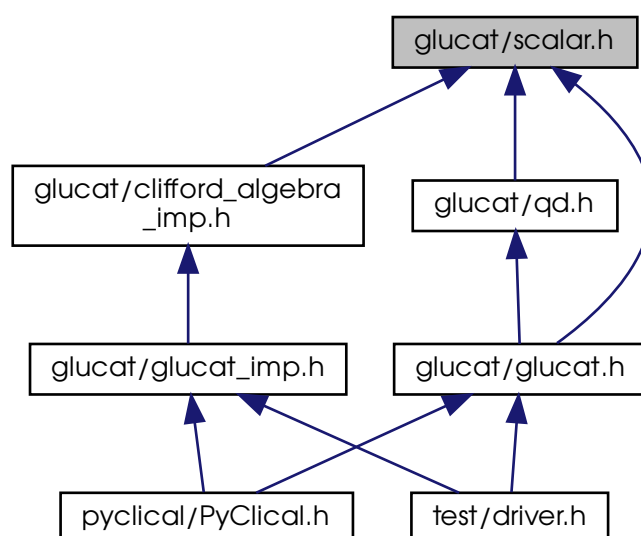 glucat/scalar.h
glucat/clifford_algebra
_imp.h
glucat/qd.h
glucat/glucat_imp.h
glucat/glucat.h
pyclical/PyClical.h
test/driver.h